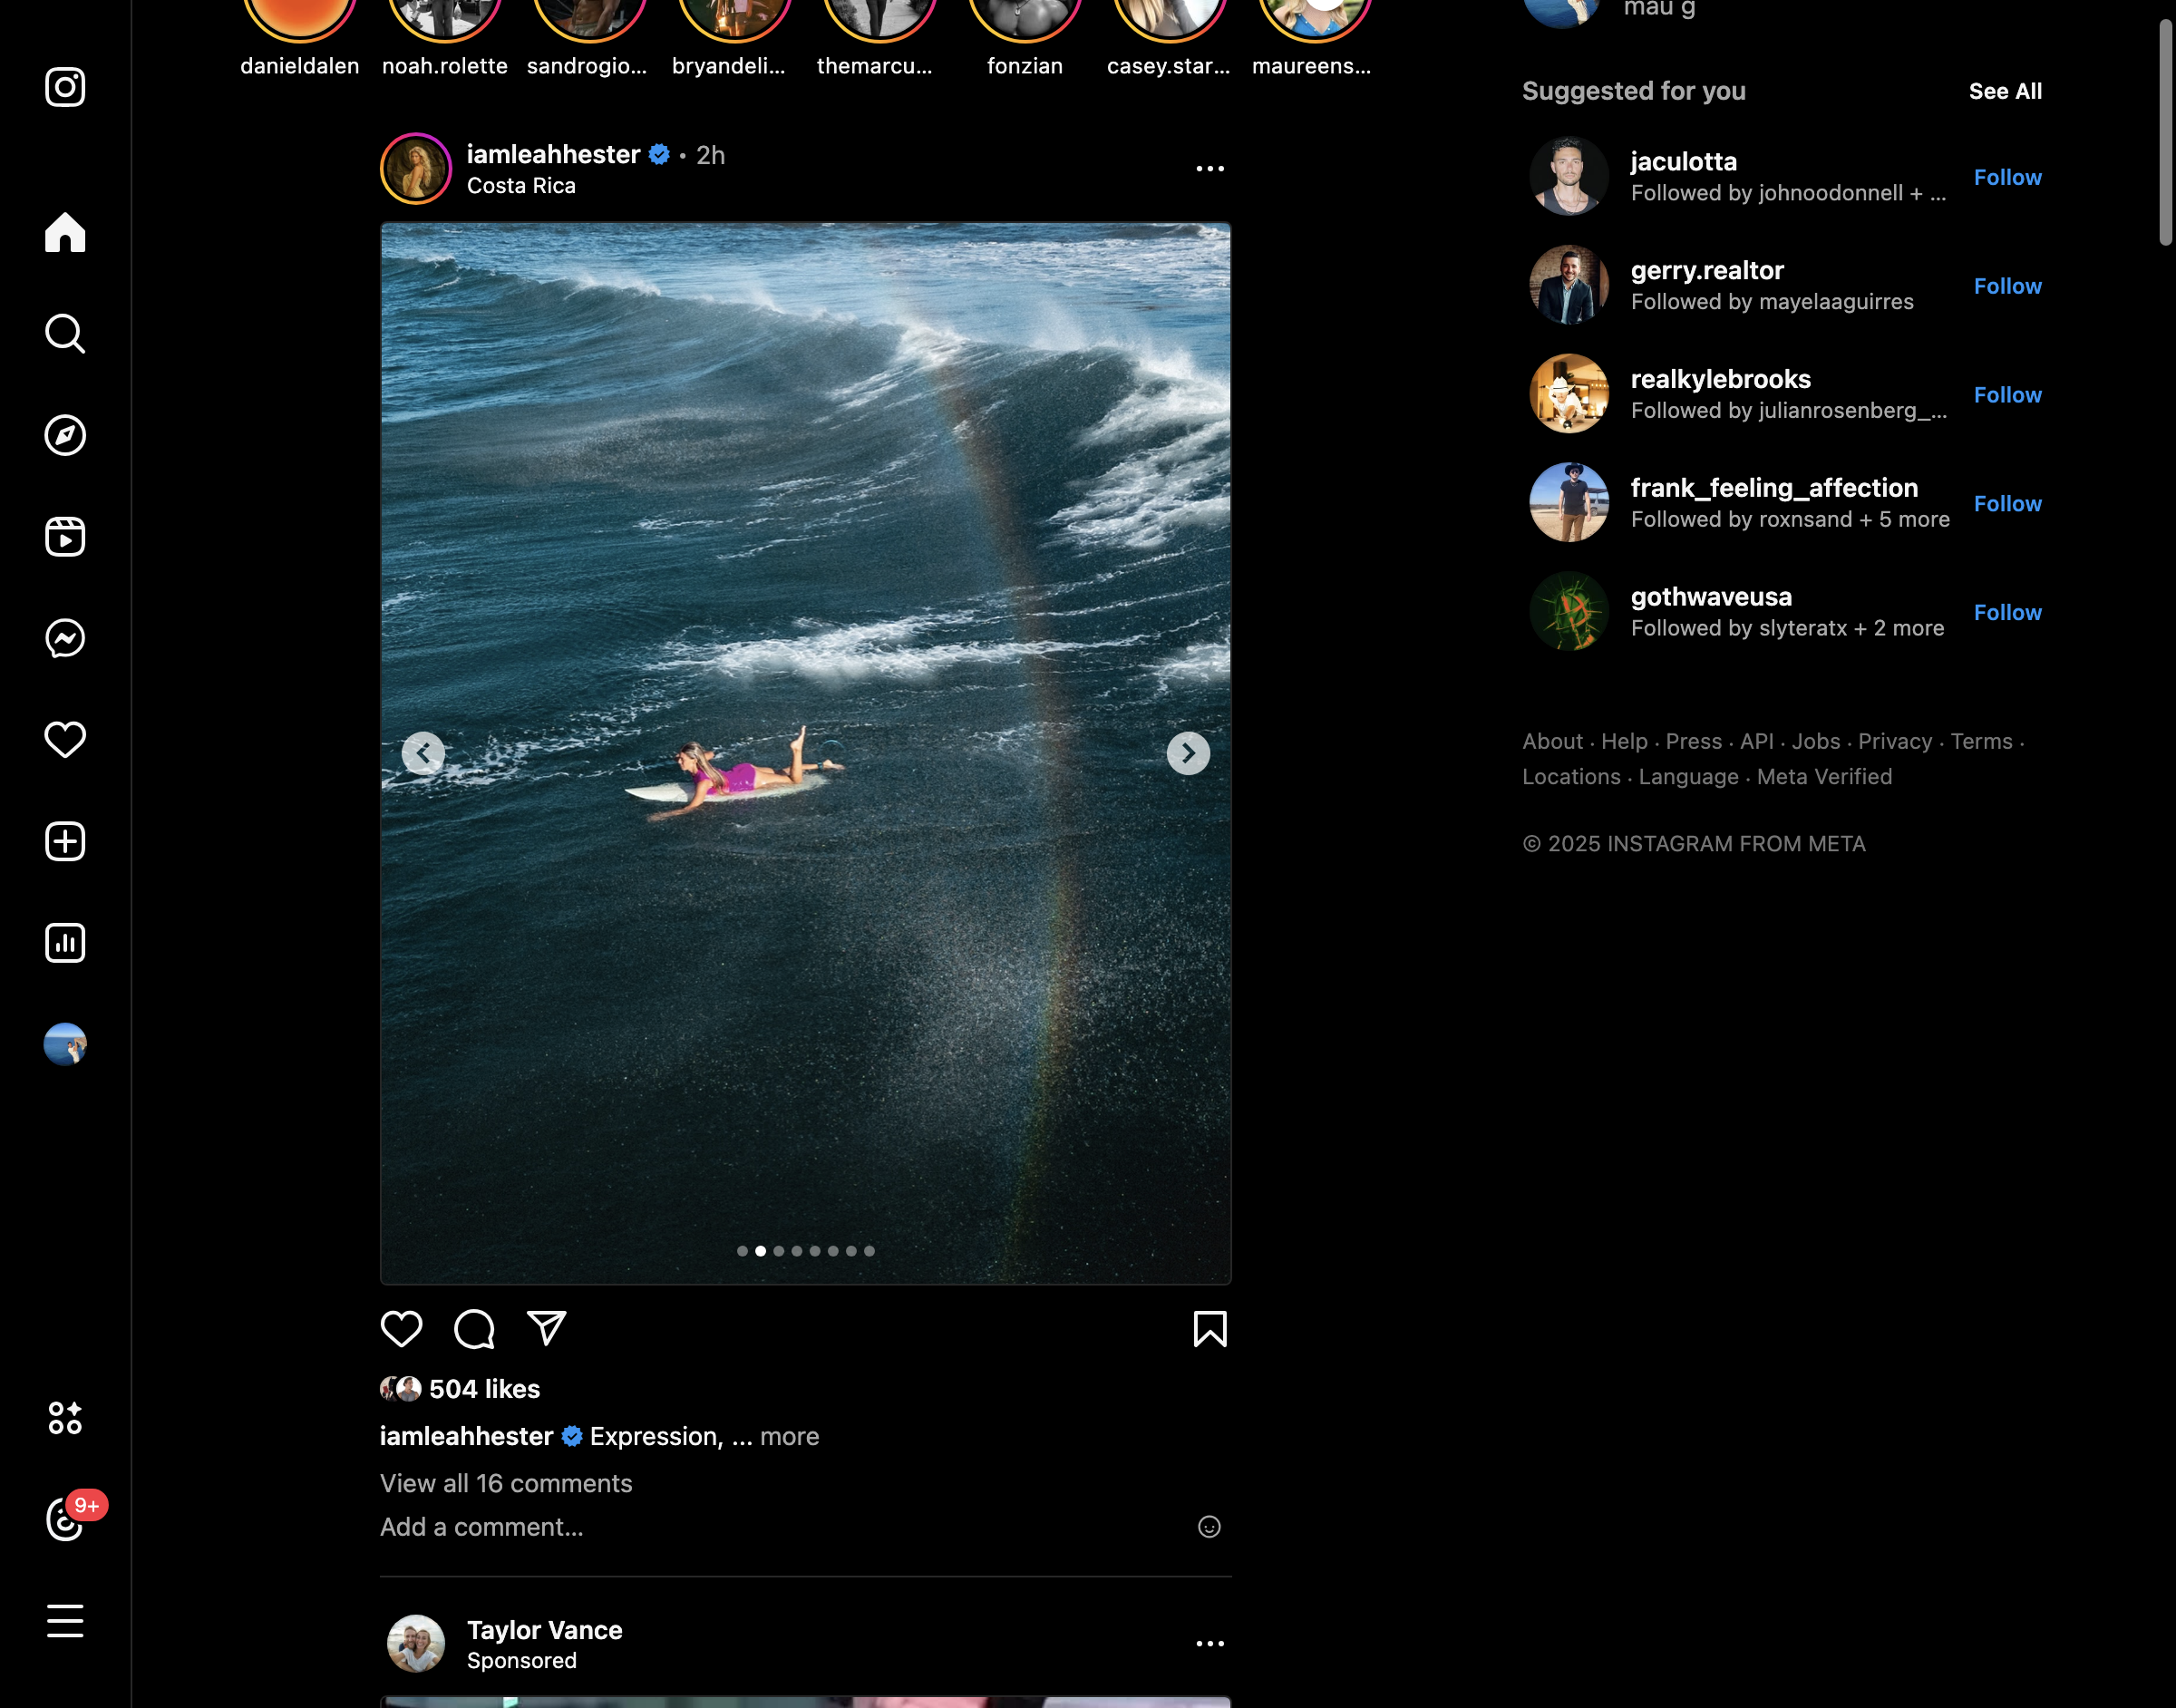 danieldalen
noah.rolette
sandrogio...
bryandeli...
themarcu...
fonzian
casey.star...
maureens...
mau g
Suggested for you
See All
iamleahhester • 2h
Costa Rica
jaculotta
Followed by johnoodonnell + ...
Follow
gerry.realtor
Followed by mayelaaguirres
Follow
realkylebrooks
Followed by julianrosenberg_...
Follow
frank_feeling_affection
Followed by roxnsand + 5 more
Follow
gothwaveusa
Followed by slyteratx + 2 more
Follow
About · Help · Press · API · Jobs · Privacy · Terms ·
Locations · Language · Meta Verified
© 2025 INSTAGRAM FROM META
504 likes
iamleahhester Expression, ... more
View all 16 comments
Add a comment...
9+
Taylor Vance
Sponsored